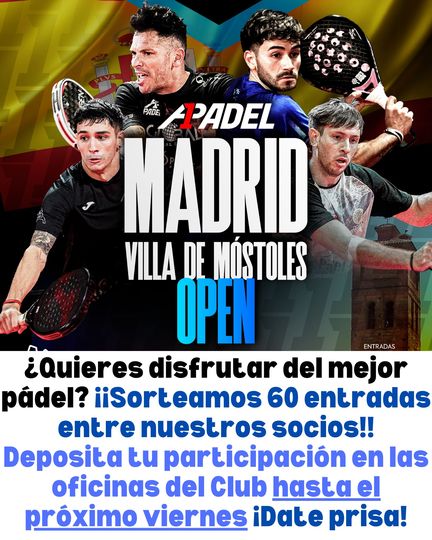 A1PADEL
MADRID
VILLA DE MÓSTOLES
OPEN
ENTRADAS
¿Quieres disfrutar del mejor
pádel? ¡¡Sorteamos 60 entradas
entre nuestros socios!!
Deposita tu participación en las
oficinas del Club hasta el
próximo viernes ¡Date prisa!